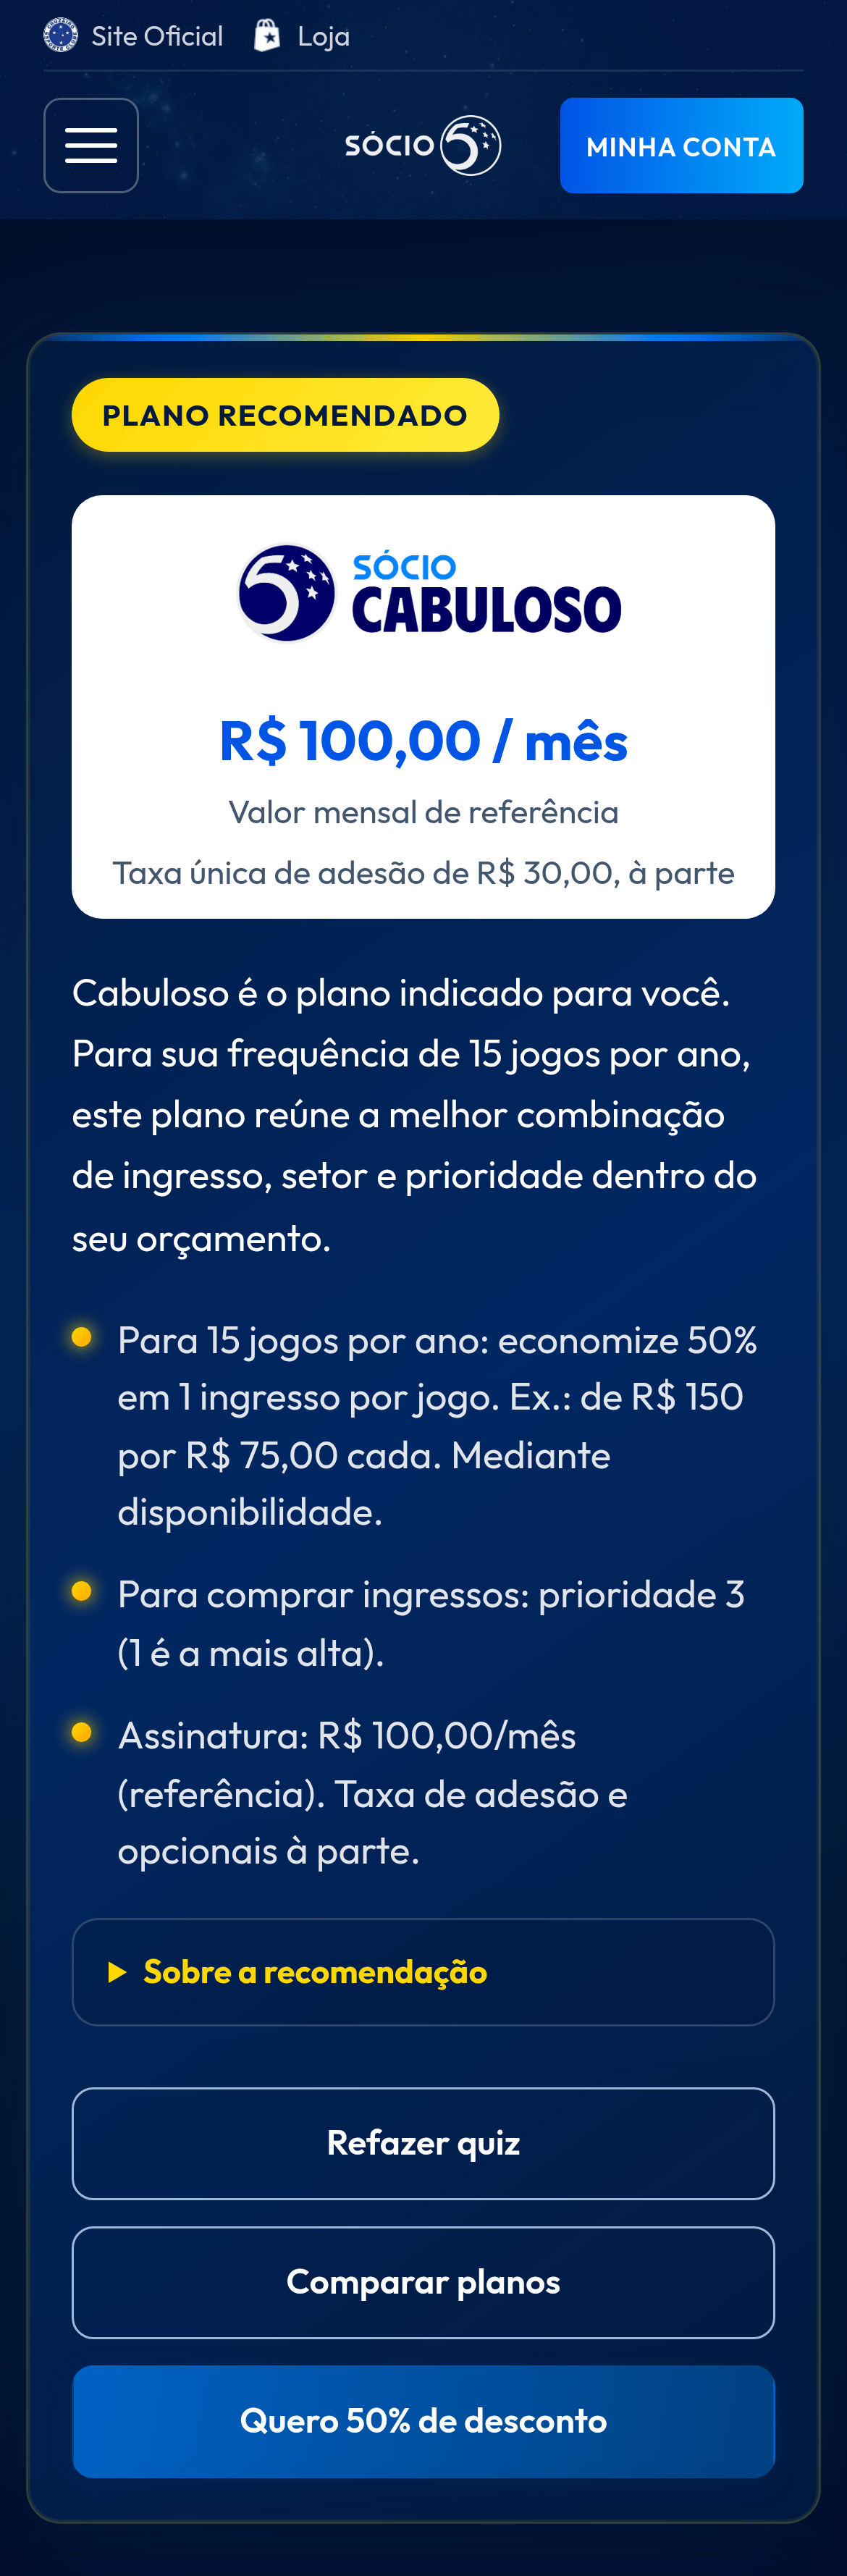 Site Oficial Loja
SÓCIO 5
MINHA CONTA
PLANO RECOMENDADO
5 SÓCIO
CABULOSO
R$ 100,00 / mês
Valor mensal de referência
Taxa única de adesão de R$ 30,00, à parte
Cabuloso é o plano indicado para você.
Para sua frequência de 15 jogos por ano,
este plano reúne a melhor combinação
de ingresso, setor e prioridade dentro do
seu orçamento.
Para 15 jogos por ano: economize 50%
em 1 ingresso por jogo. Ex.: de R$ 150
por R$ 75,00 cada. Mediante
disponibilidade.
Para comprar ingressos: prioridade 3
(1 é a mais alta).
Assinatura: R$ 100,00/mês
(referência). Taxa de adesão e
opcionais à parte.
Sobre a recomendação
Refazer quiz
Comparar planos
Quero 50% de desconto